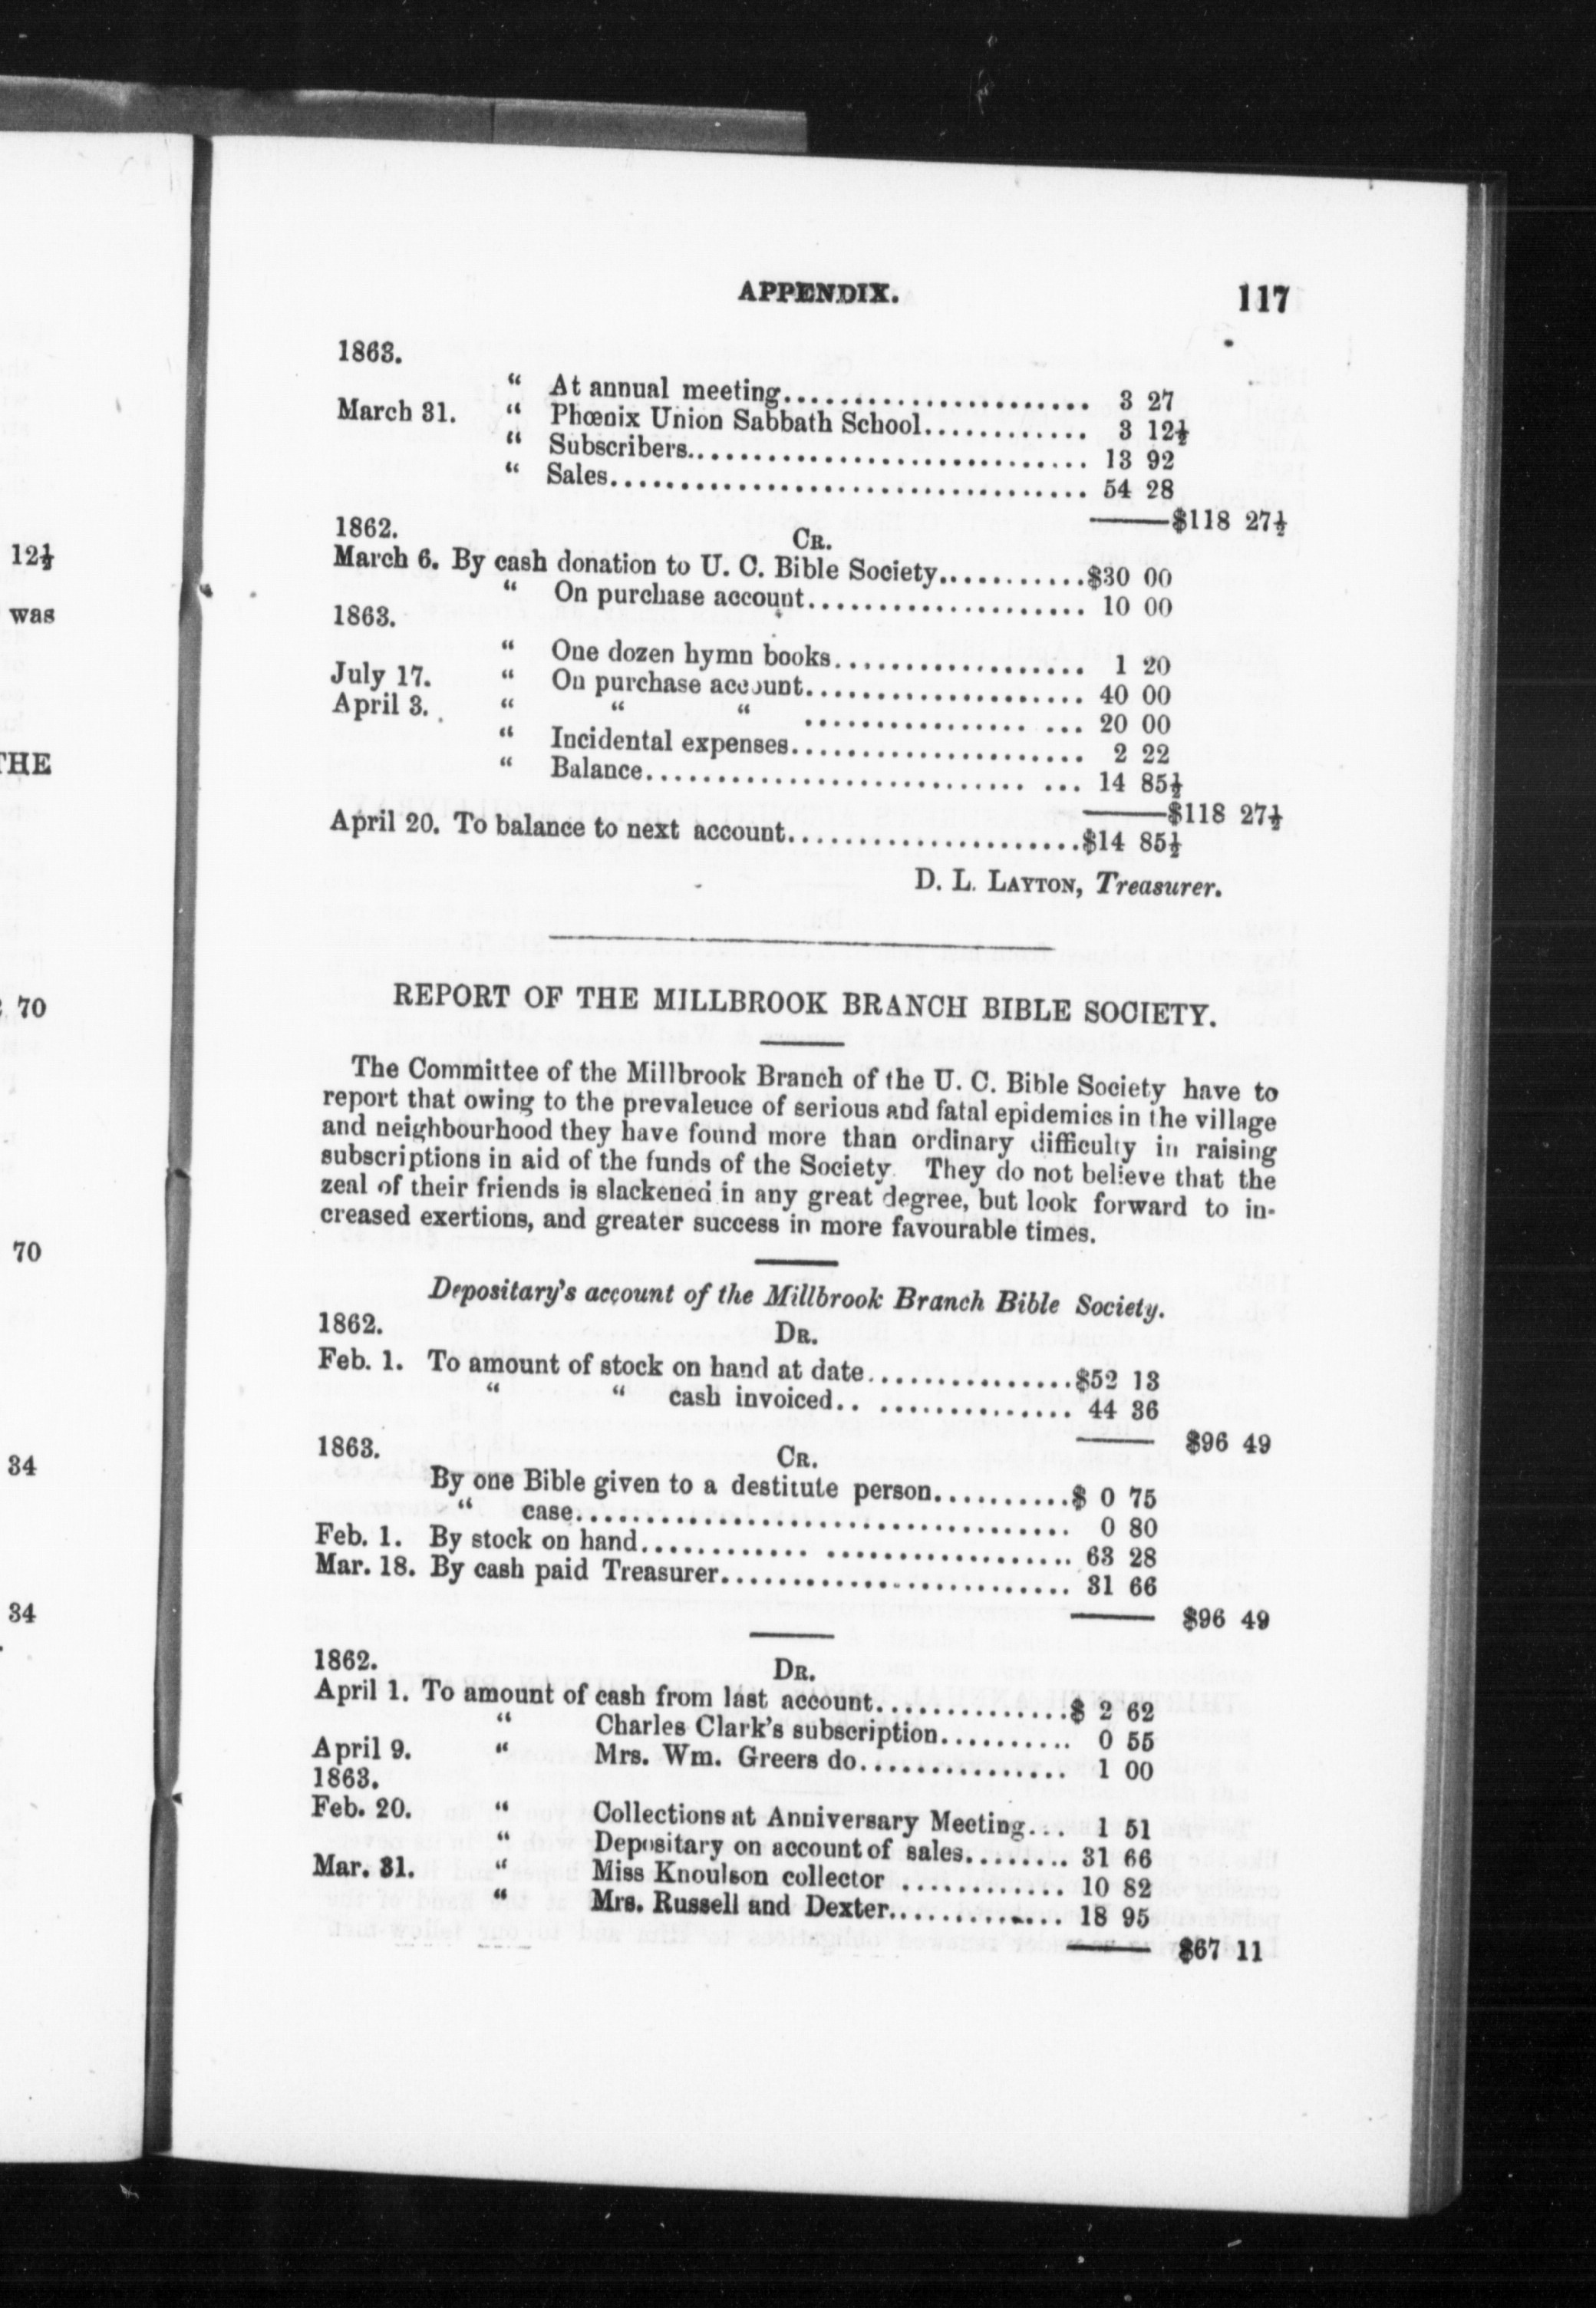 APPENDIX. 117
1863.
“ At annual meeting...................... 3 27
March 31. “ Phœnix Union Sabbath School............ 3 12½
“ Subscribers............................ 13 92
“ Sales.................................. 54 28
$118 27½
1862. CR.
March 6. By cash donation to U. C. Bible Society...........$30 00
“ On purchase account.................... 10 00
1863.
“ One dozen hymn books.................. 1 20
July 17. “ On purchase account.................... 40 00
April 3. “ “ “ ................ ... 20 00
“ Incidental expenses..................... 2 22
“ Balance........................... ... 14 85½
$118 27½
April 20. To balance to next account.....................$14 85½
D. L. LAYTON, Treasurer.
REPORT OF THE MILLBROOK BRANCH BIBLE SOCIETY.
The Committee of the Millbrook Branch of the U. C. Bible Society have to
report that owing to the prevalence of serious and fatal epidemics in the village
and neighbourhood they have found more than ordinary difficulty in raising
subscriptions in aid of the funds of the Society. They do not believe that the
zeal of their friends is slackened in any great degree, but look forward to in-
creased exertions, and greater success in more favourable times.
Depositary's account of the Millbrook Branch Bible Society.
1862. DR.
Feb. 1. To amount of stock on hand at date...............$52 13
“ “ cash invoiced.. .............. 44 36
$96 49
1863. CR.
By one Bible given to a destitute person..........$ 0 75
“ case................................... 0 80
Feb. 1. By stock on hand............ .................. 63 28
Mar. 18. By cash paid Treasurer......................... 31 66
$96 49
1862. DR.
April 1. To amount of cash from last account..............$ 2 62
“ Charles Clark's subscription.......... 0 55
April 9. “ Mrs. Wm. Greers do............... 1 00
1863.
Feb. 20. “ Collections at Anniversary Meeting... 1 51
“ Depositary on account of sales........ 31 66
Mar. 31. “ Miss Knoulson collector ............ 10 82
“ Mrs. Russell and Dexter............. 18 95
$67 11
12½
was
THE
70
70
34
34